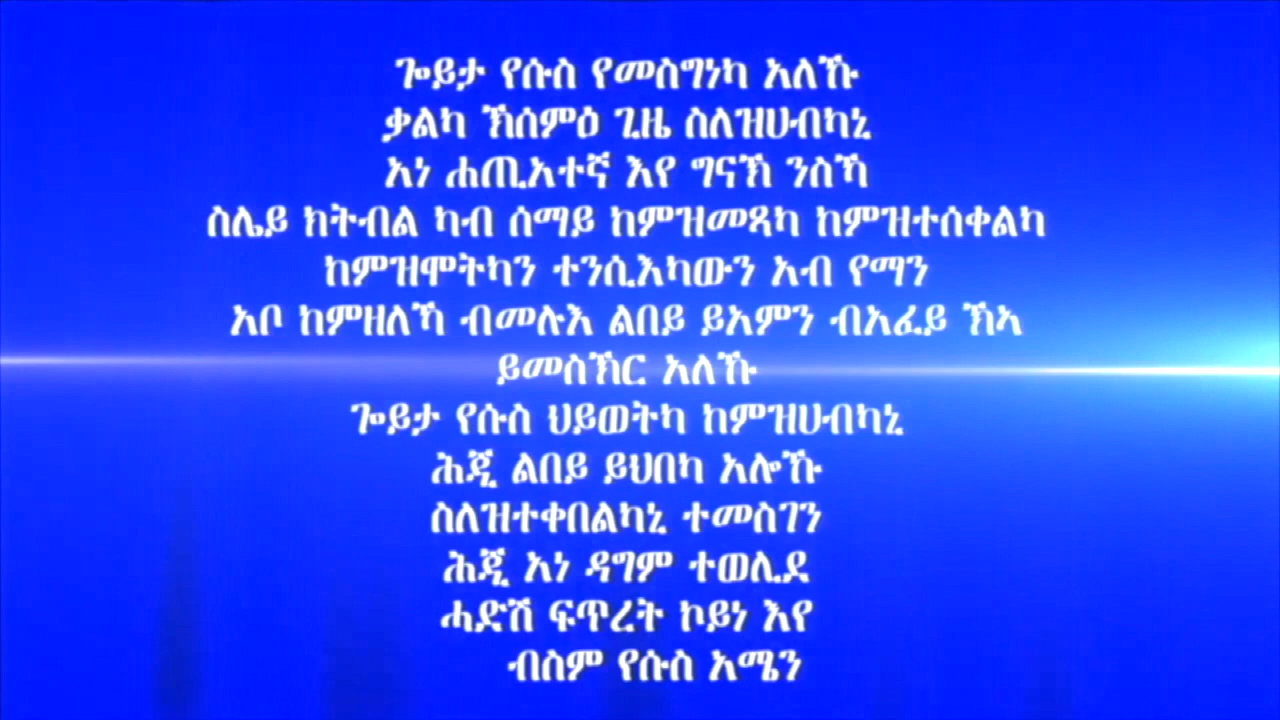 ጐይታ የሱስ የመስግነካ አለኹ
ቃልካ ኽሰምዕ ጊዜ ስለዝሀብካኒ
አነ ሐጢአተኛ እየ ግናኽ ንስኻ
ስሌይ ክትብል ካብ ሰማይ ከምዝመጻካ ከምዝተሰቀልካ
ከምዝሞትካን ተንሲእካውን አብ የማን
አቦ ከምዘለኻ ብመሉእ ልበይ ይአምን ብአፈይ ኽኣ
ይመስኽር አለኹ
ጐይታ የሱስ ህይወትካ ከምዝሀብካኒ
ሕጂ ልበይ ይህበካ አሎኹ
ስለዝተቀበልካኒ ተመስገን
ሕጂ አነ ዳግም ተወሊደ
ሓድሽ ፍጥረት ኮይነ እየ
ብስም የሱስ አሜን